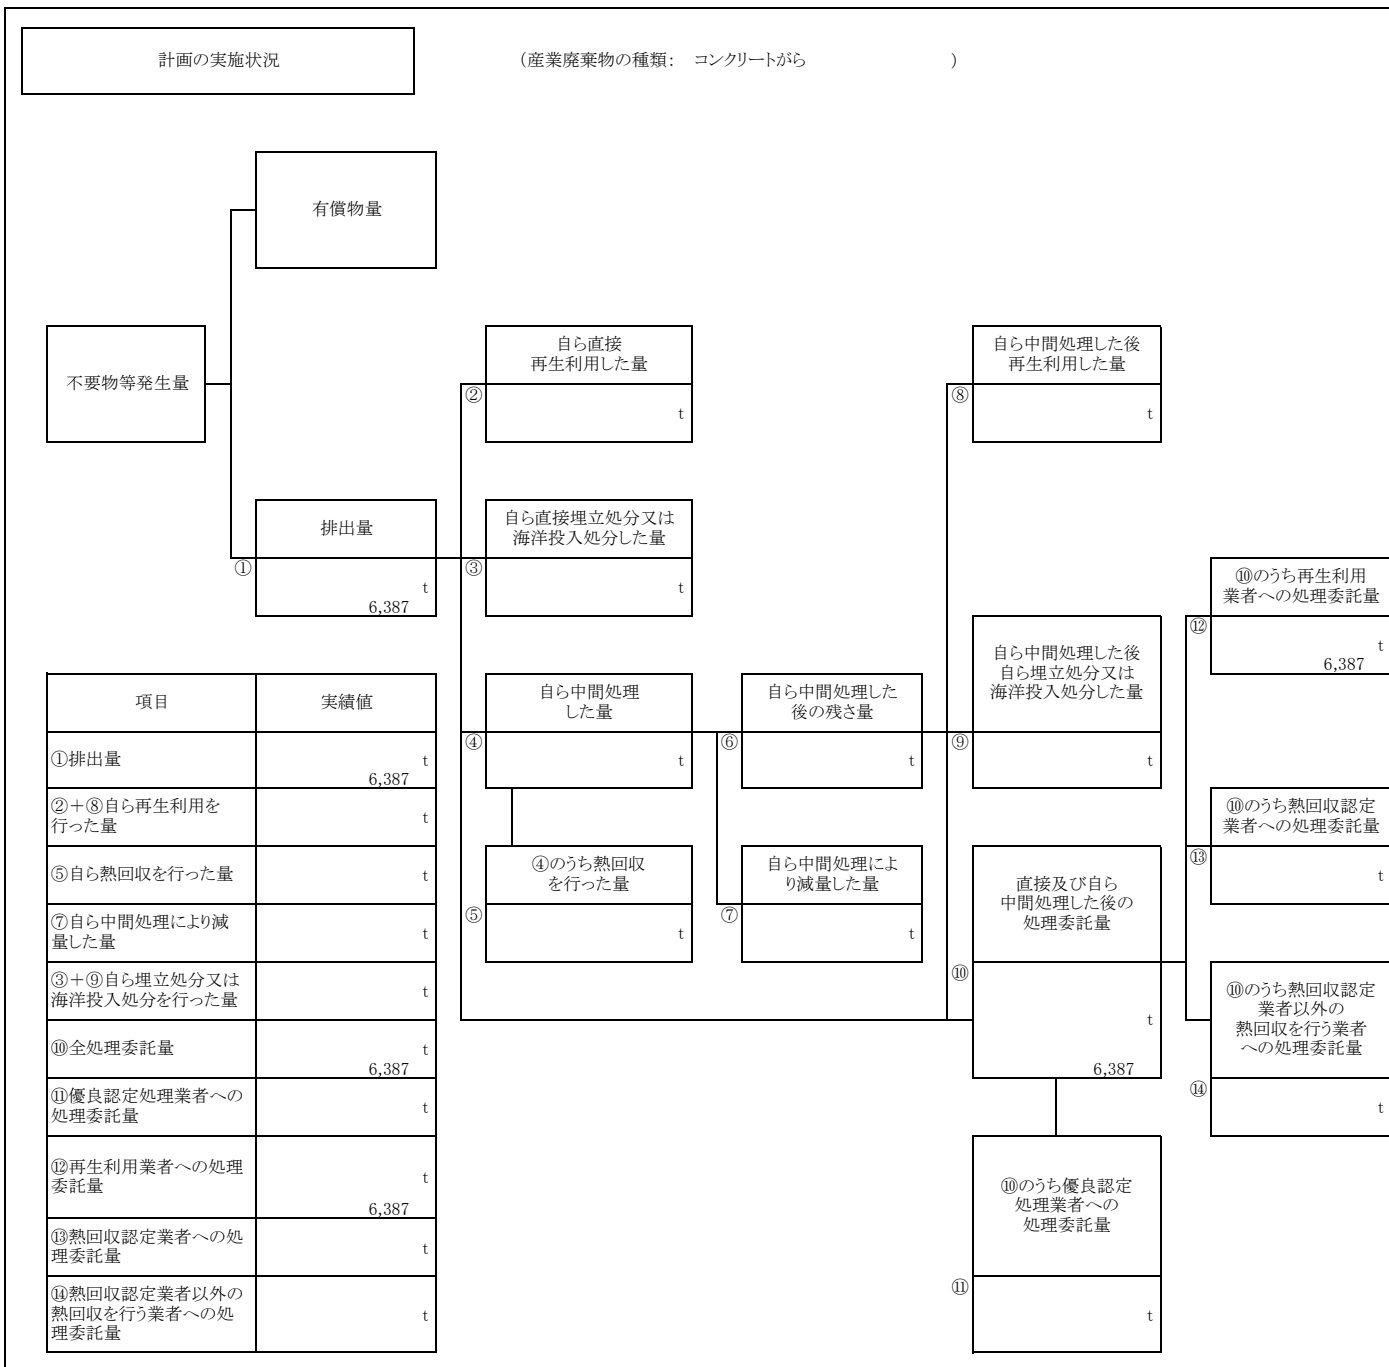 計画の実施状況
（産業廃棄物の種類： コンクリートがら ）
有償物量
不要物等発生量
自ら直接
再生利用した量
②
t
自ら中間処理した後
再生利用した量
⑧
t
排出量
①
t
6,387
自ら直接埋立処分又は
海洋投入処分した量
③
t
⑩のうち再生利用
業者への処理委託量
⑫
t
6,387
自ら中間処理
した量
④
t
自ら中間処理した
後の残さ量
⑥
t
自ら中間処理した後
自ら埋立処分又は
海洋投入処分した量
⑨
t
⑩のうち熱回収認定
業者への処理委託量
⑬
t
④のうち熱回収
を行った量
⑤
t
自ら中間処理によ
り減量した量
⑦
t
直接及び自ら
中間処理した後の
処理委託量
⑩
t
6,387
⑩のうち熱回収認定
業者以外の
熱回収を行う業者
への処理委託量
⑭
t
⑩のうち優良認定
処理業者への
処理委託量
⑪
t
項目 実績値
①排出量 t
6,387
②＋⑧自ら再生利用を
行った量 t
⑤自ら熱回収を行った量 t
⑦自ら中間処理により減
量した量 t
③＋⑨自ら埋立処分又は
海洋投入処分を行った量 t
⑩全処理委託量 t
6,387
⑪優良認定処理業者への
処理委託量 t
⑫再生利用業者への処理
委託量 t
6,387
⑬熱回収認定業者への処
理委託量 t
⑭熱回収認定業者以外の
熱回収を行う業者への処
理委託量 t